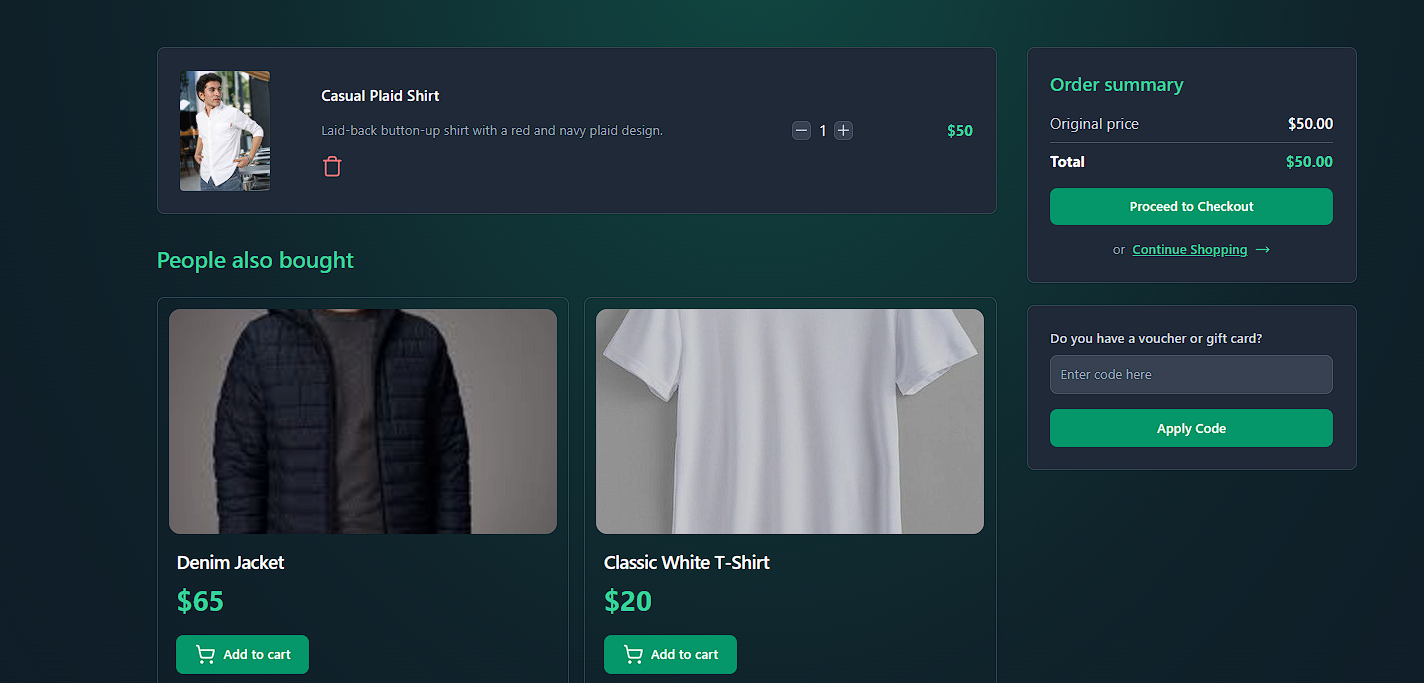 Casual Plaid Shirt
Laid-back button-up shirt with a red and navy plaid design.
1
$50
People also bought
Denim Jacket
$65
Add to cart
Classic White T-Shirt
$20
Add to cart
Order summary
Original price $50.00
Total $50.00
Proceed to Checkout
or Continue Shopping →
Do you have a voucher or gift card?
Enter code here
Apply Code